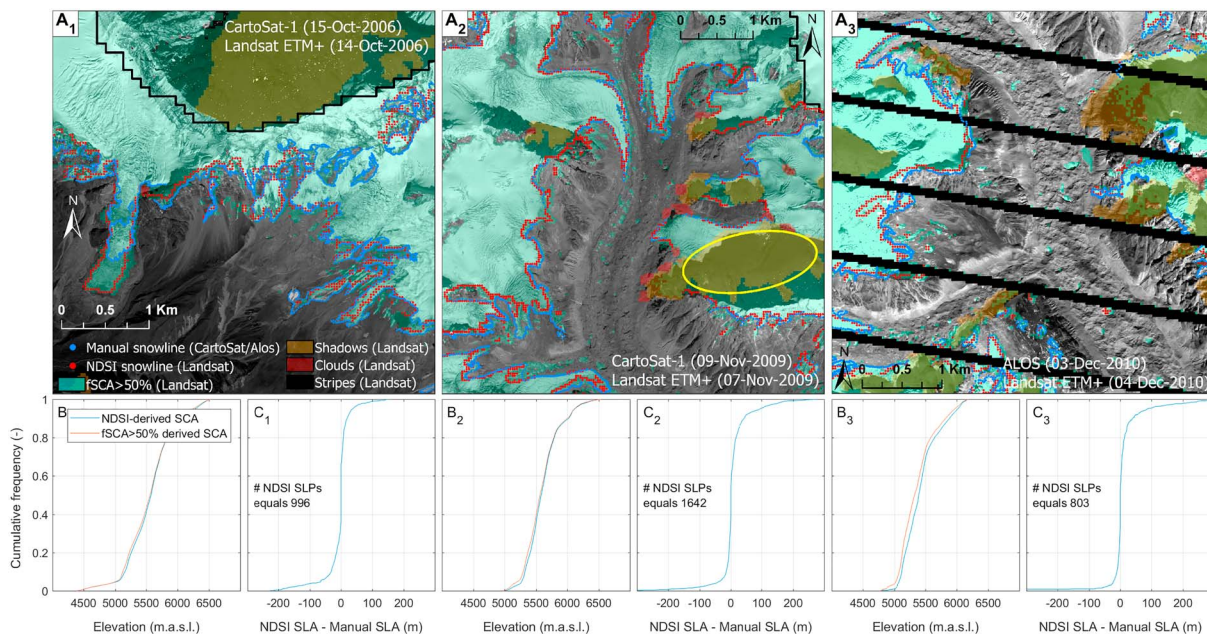 A1
CartoSat-1 (15-Oct-2006)
Landsat ETM+ (14-Oct-2006)
N
0 0.5 1 Km
Manual snowline (CartoSat/Alos)
NDSI snowline (Landsat)
fSCA>50% (Landsat)
Shadows (Landsat)
Clouds (Landsat)
Stripes (Landsat)
A2
0 0.5 1 Km
N
CartoSat-1 (09-Nov-2009)
Landsat ETM+ (07-Nov-2009)
A3
N
0 0.5 1 Km
ALOS (03-Dec-2010)
Landsat ETM+ (04-Dec-2010)
Cumulative frequency (-)
1
0.8
0.6
0.4
0.2
0
B
NDSI-derived SCA
fSCA>50% derived SCA
4500 5000 5500 6000 6500
Elevation (m.a.s.l.)
C1
# NDSI SLPs
equals 996
-200 -100 0 100 200
NDSI SLA - Manual SLA (m)
B2
4500 5000 5500 6000 6500
Elevation (m.a.s.l.)
C2
# NDSI SLPs
equals 1642
-200 -100 0 100 200
NDSI SLA - Manual SLA (m)
B3
4500 5000 5500 6000 6500
Elevation (m.a.s.l.)
C3
# NDSI SLPs
equals 803
-200 -100 0 100 200
NDSI SLA - Manual SLA (m)